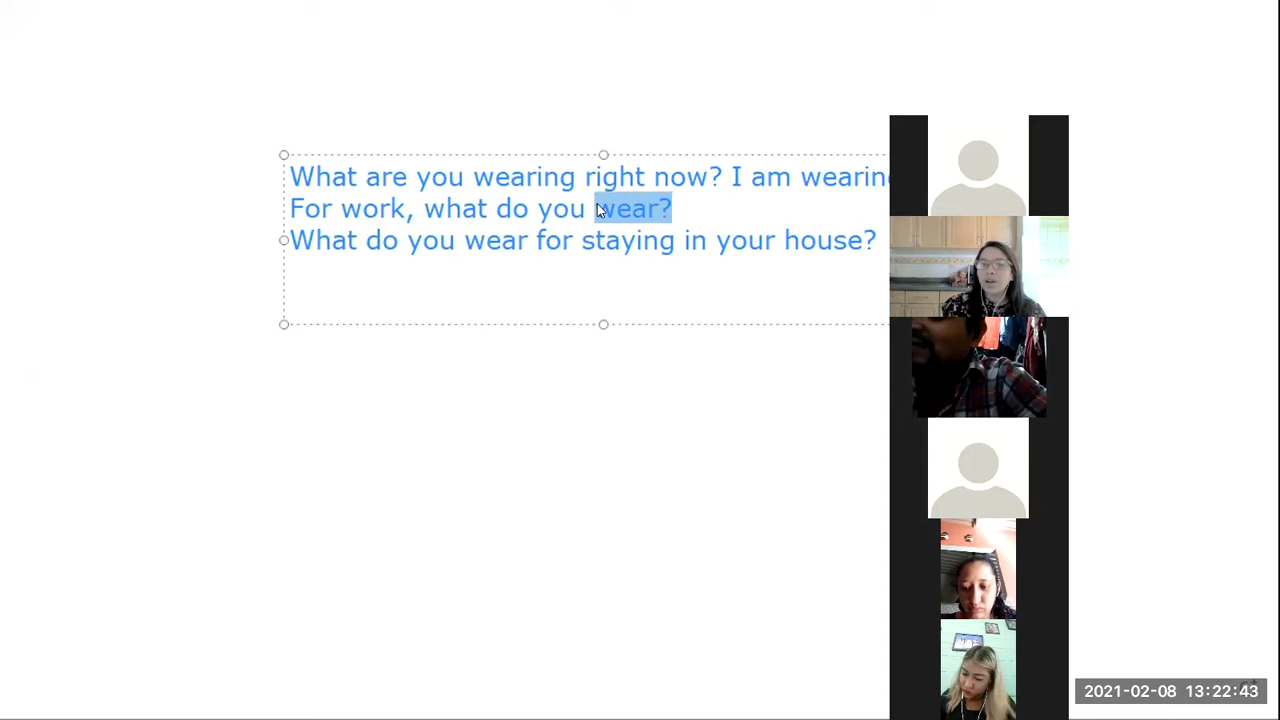 What are you wearing right now? I am wearing
For work, what do you wear?
What do you wear for staying in your house?
2021-02-08 13:22:43